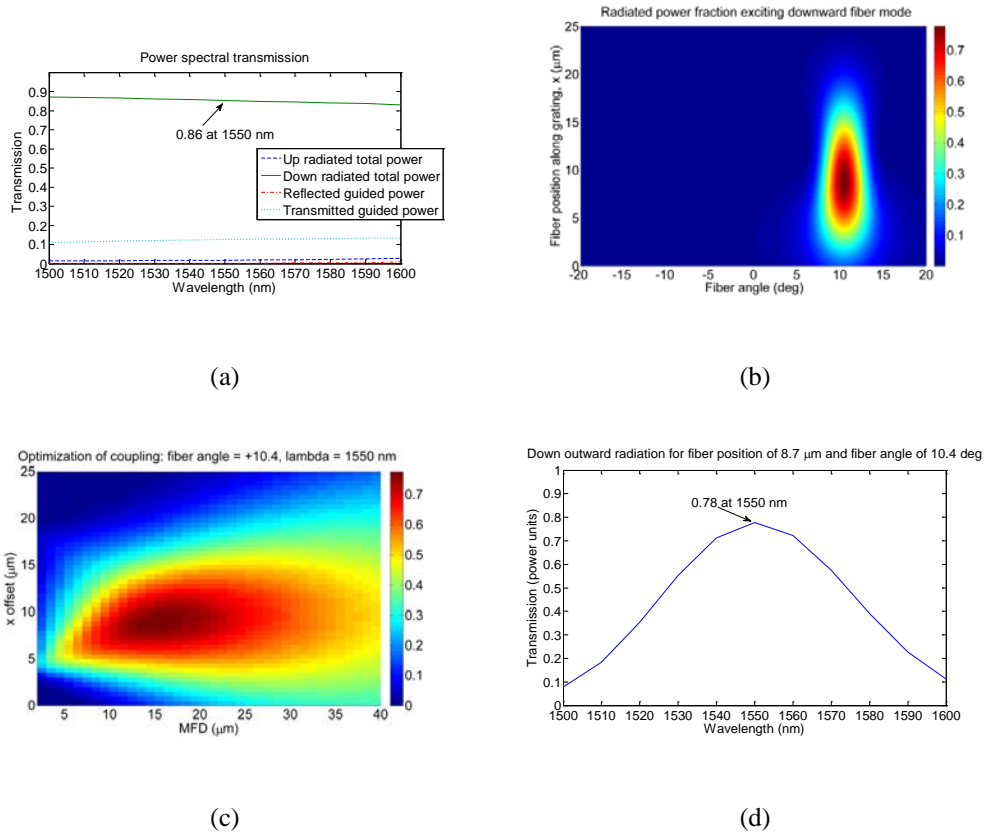 Power spectral transmission
Transmission
0.9
0.8
0.7
0.6
0.5
0.4
0.3
0.2
0.1
0
0.86 at 1550 nm
Up radiated total power
Down radiated total power
Reflected guided power
Transmitted guided power
1500 1510 1520 1530 1540 1550 1560 1570 1580 1590 1600
Wavelength (nm)
(a)
Radiated power fraction exciting downward fiber mode
Fiber position along grating, x (μm)
25
20
15
10
5
0
-20 -15 -10 -5 0 5 10 15 20
Fiber angle (deg)
0.7
0.6
0.5
0.4
0.3
0.2
0.1
(b)
Optimization of coupling: fiber angle = +10.4, lambda = 1550 nm
x offset (μm)
25
20
15
10
5
0
5 10 15 20 25 30 35 40
MFD (μm)
0.7
0.6
0.5
0.4
0.3
0.2
0.1
0
(c)
Down outward radiation for fiber position of 8.7 μm and fiber angle of 10.4 deg
Transmission (power units)
1
0.9
0.8
0.7
0.6
0.5
0.4
0.3
0.2
0.1
0
0.78 at 1550 nm
1500 1510 1520 1530 1540 1550 1560 1570 1580 1590 1600
Wavelength (nm)
(d)